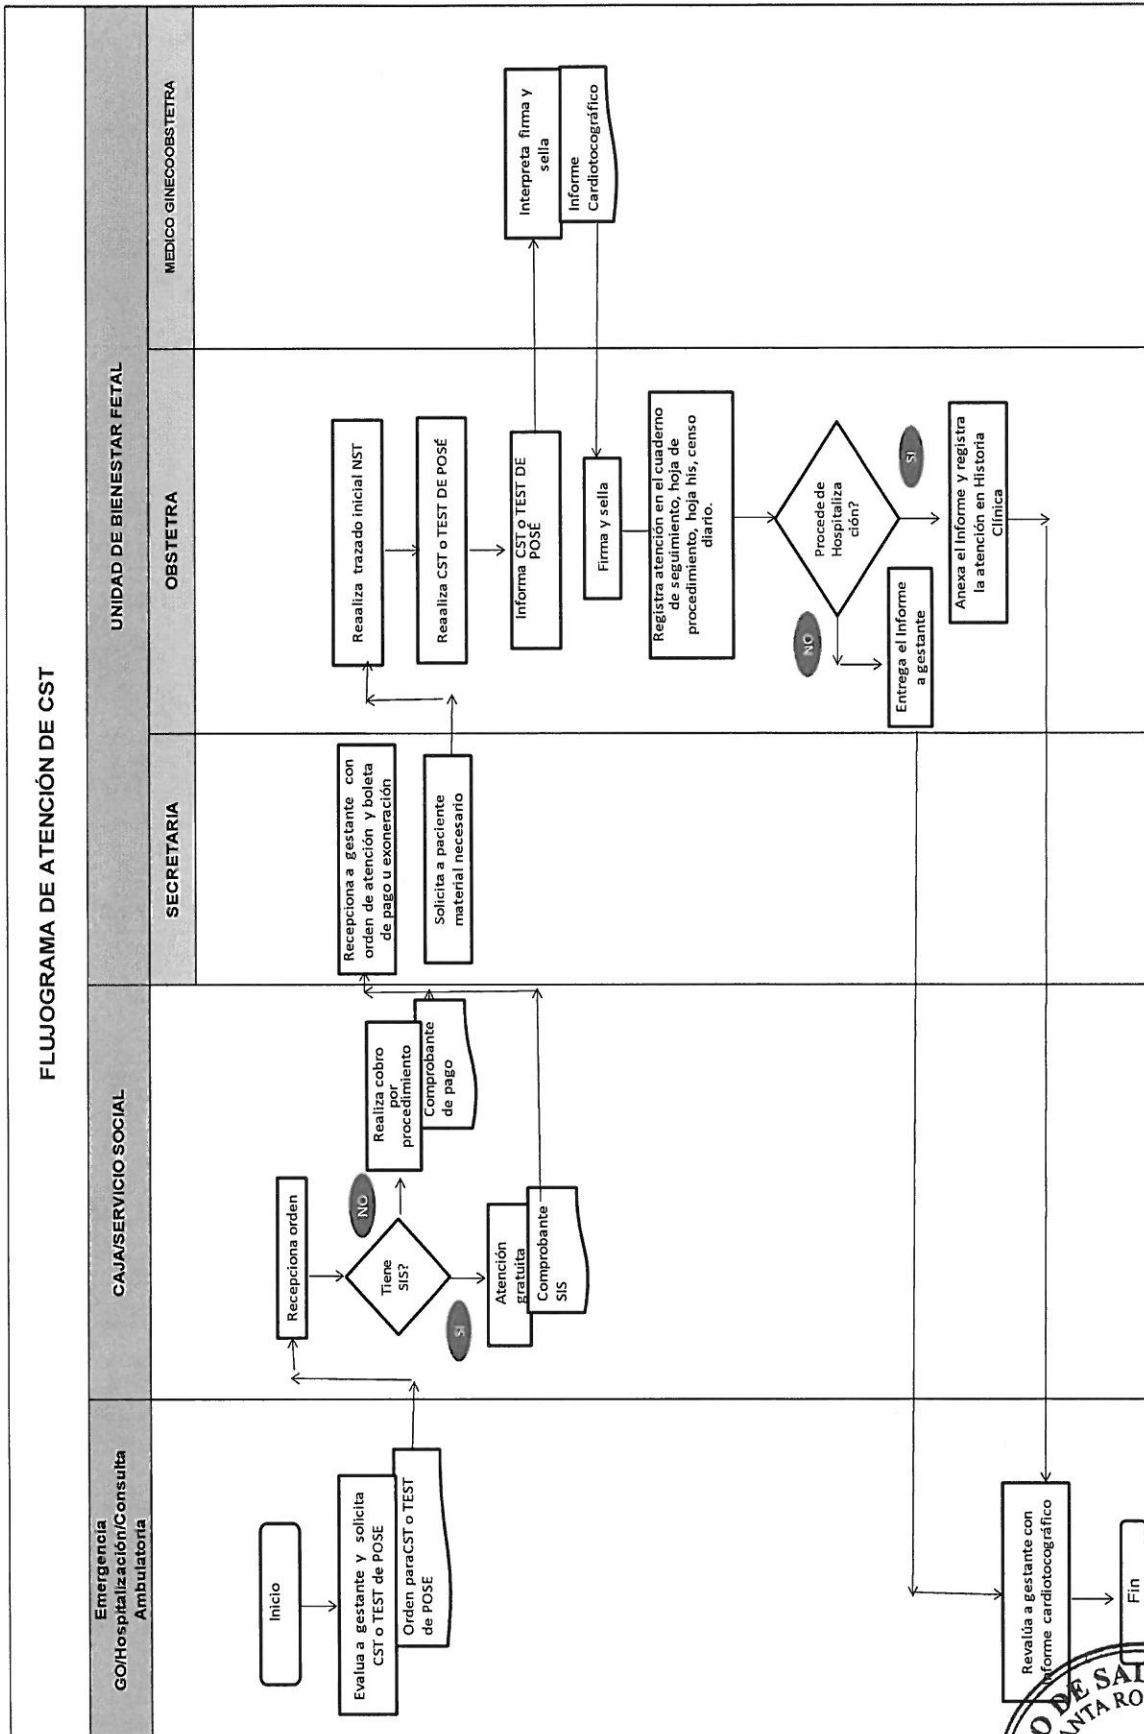 FLUJOGRAMA DE ATENCIÓN DE CST
Emergencia
GO/Hospitalización/Consulta
Ambulatoria
CAJA/SERVICIO SOCIAL
UNIDAD DE BIENESTAR FETAL
SECRETARIA
OBSTETRA
MEDICO GINECOOBSTETRA
Inicio
Evalua a gestante y solicita
CST o TEST de POSE
Orden paraCST o TEST
de POSE
Recepciona orden
Tiene
SIS?
NO
SI
Realiza cobro
por
procedimiento
Comprobante
de pago
Atención
gratuita
Comprobante
SIS
Recepciona a gestante con
orden de atención y boleta
de pago u exoneración
Solicita a paciente
material necesario
Reaaliza trazado inicial NST
Reaaliza CST o TEST DE POSÉ
Informa CST o TEST DE
POSÉ
Interpreta firma y
sella
Informe
Cardiotocográfico
Firma y sella
Registra atención en el cuaderno
de seguimiento, hoja de
procedimiento, hoja his, censo
diario.
Procede de
Hospitaliza
ción?
NO
SI
Entrega el Informe
a gestante
Anexa el Informe y registra
la atención en Historia
Clínica
Revalúa a gestante con
informe cardiotocográfico
Fin
O DE SAL
ANTA RO